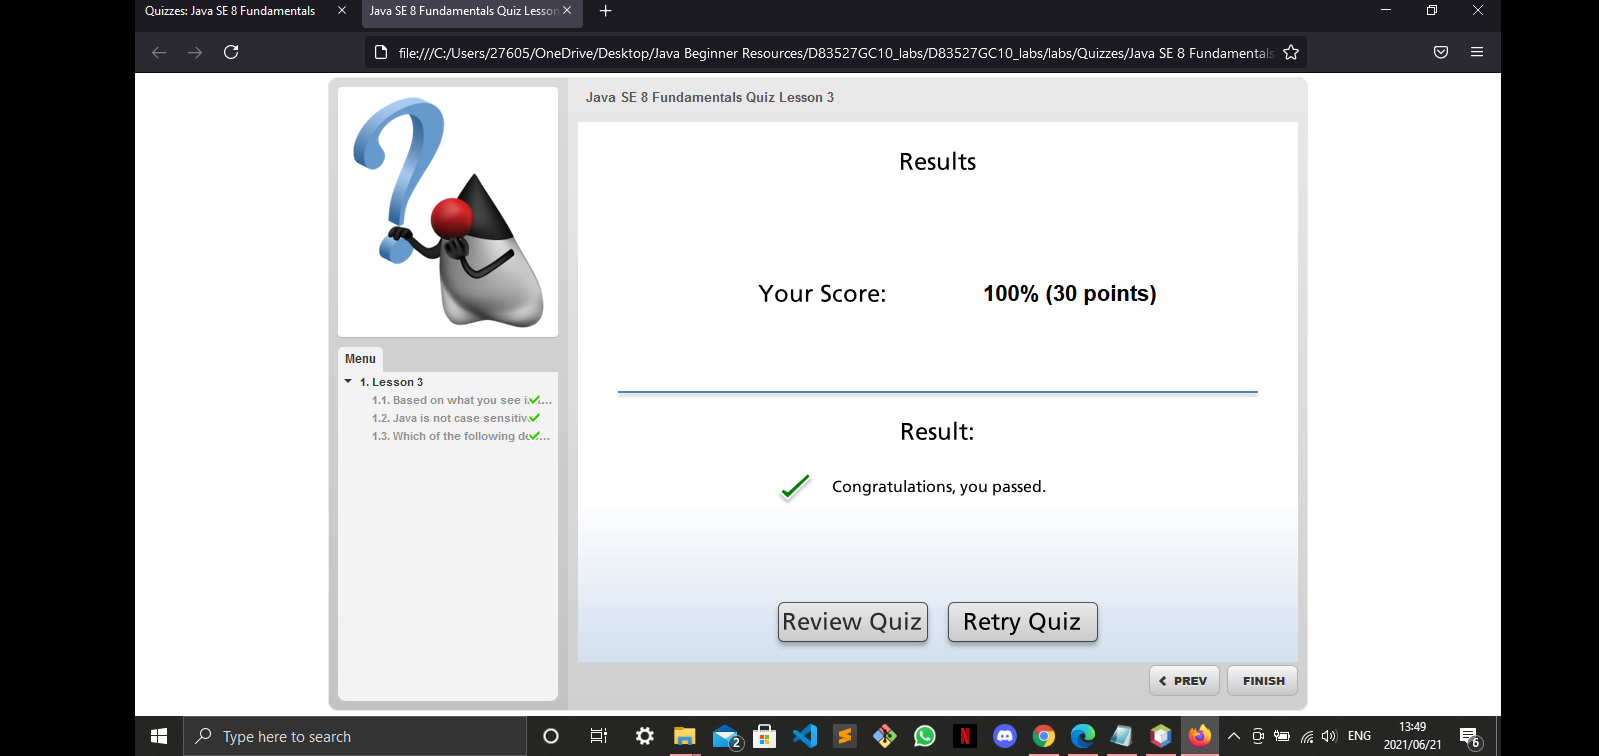 Quizzes: Java SE 8 Fundamentals
Java SE 8 Fundamentals Quiz Lesson
file:///C:/Users/27605/OneDrive/Desktop/Java Beginner Resources/D83527GC10_labs/D83527GC10_labs/labs/Quizzes/Java SE 8 Fundamentals
Java SE 8 Fundamentals Quiz Lesson 3
Results
Your Score: 100% (30 points)
Result:
Congratulations, you passed.
Review Quiz Retry Quiz
PREV FINISH
Menu
1. Lesson 3
1.1. Based on what you see i...
1.2. Java is not case sensitiv
1.3. Which of the following d...
Type here to search
2
ENG
13:49
2021/06/21
6